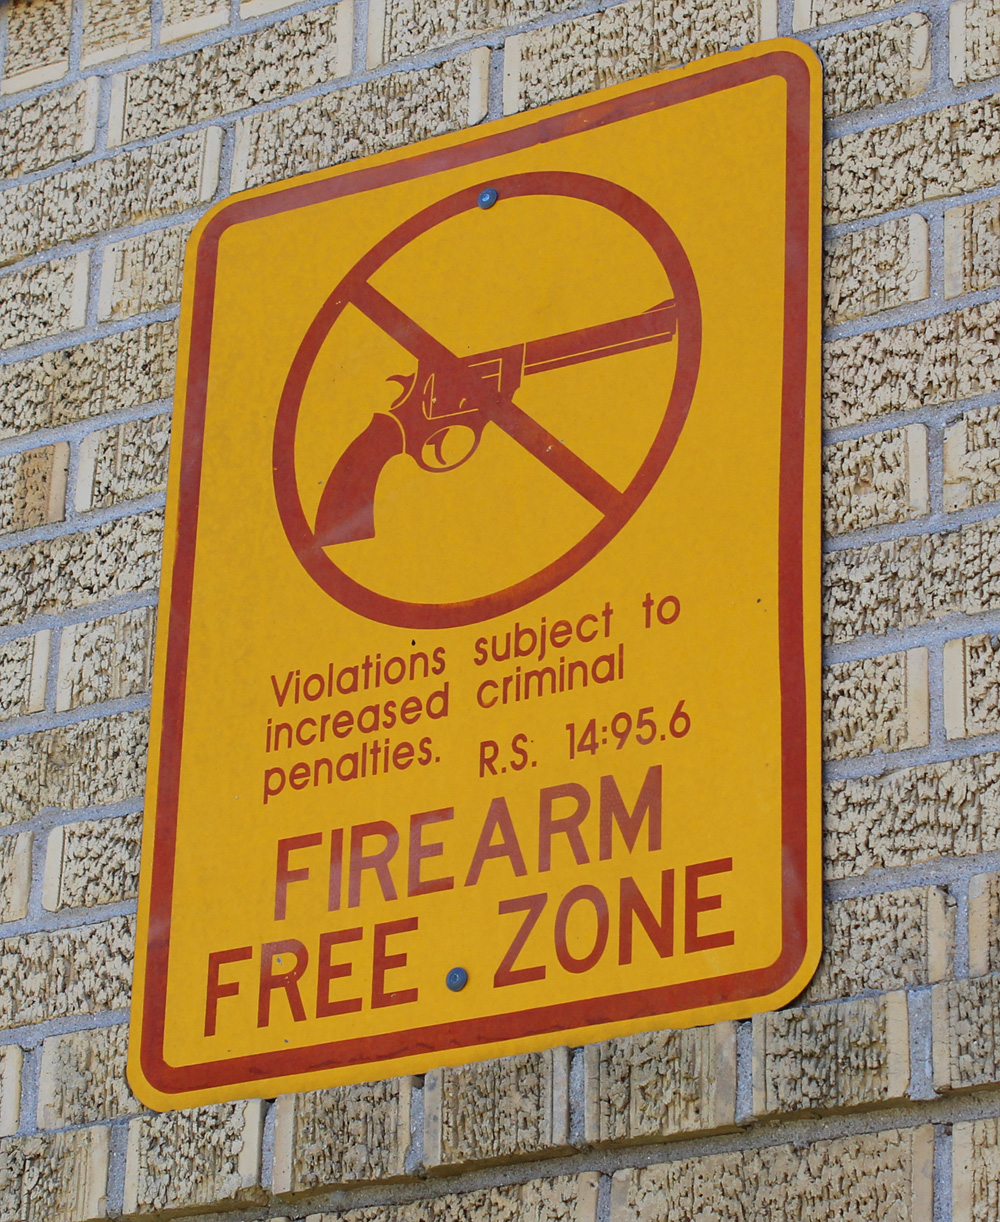 Violations subject to
increased criminal
penalties. R.S. 14:95.6
FIREARM
FREE ZONE